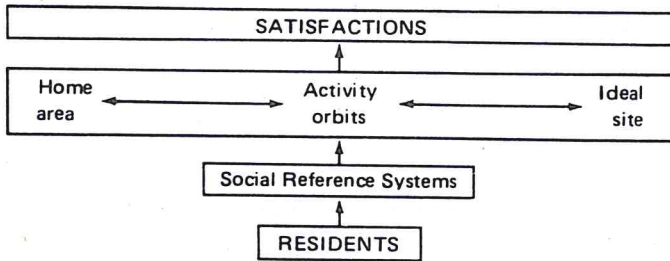 SATISFACTIONS
Home Activity Ideal
area orbits site
Social Reference Systems
RESIDENTS